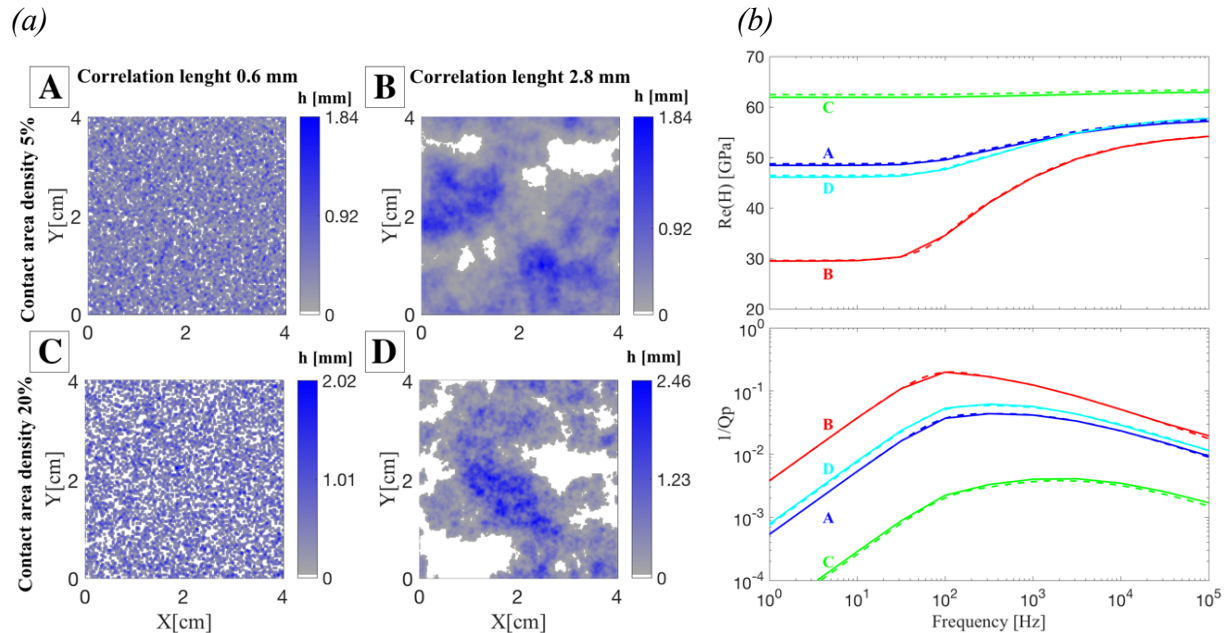 (a)
(b)
A Correlation lenght 0.6 mm
B Correlation lenght 2.8 mm
h [mm]
h [mm]
Contact area density 5%
Y[cm]
4
2
0
0 2 4
1.84
0.92
0
Y[cm]
4
2
0
0 2 4
X[cm]
1.84
0.92
0
C
D
h [mm]
h [mm]
Contact area density 20%
Y[cm]
4
2
0
0 2 4
X[cm]
2.02
1.01
0
Y[cm]
4
2
0
0 2 4
X[cm]
2.46
1.23
0
Re(H) [GPa]
70
60
50
40
30
20
C
A
D
B
1/Qp
10^0
10^-1
10^-2
10^-3
10^-4
B
D
A
C
10^0 10^1 10^2 10^3 10^4 10^5
Frequency [Hz]